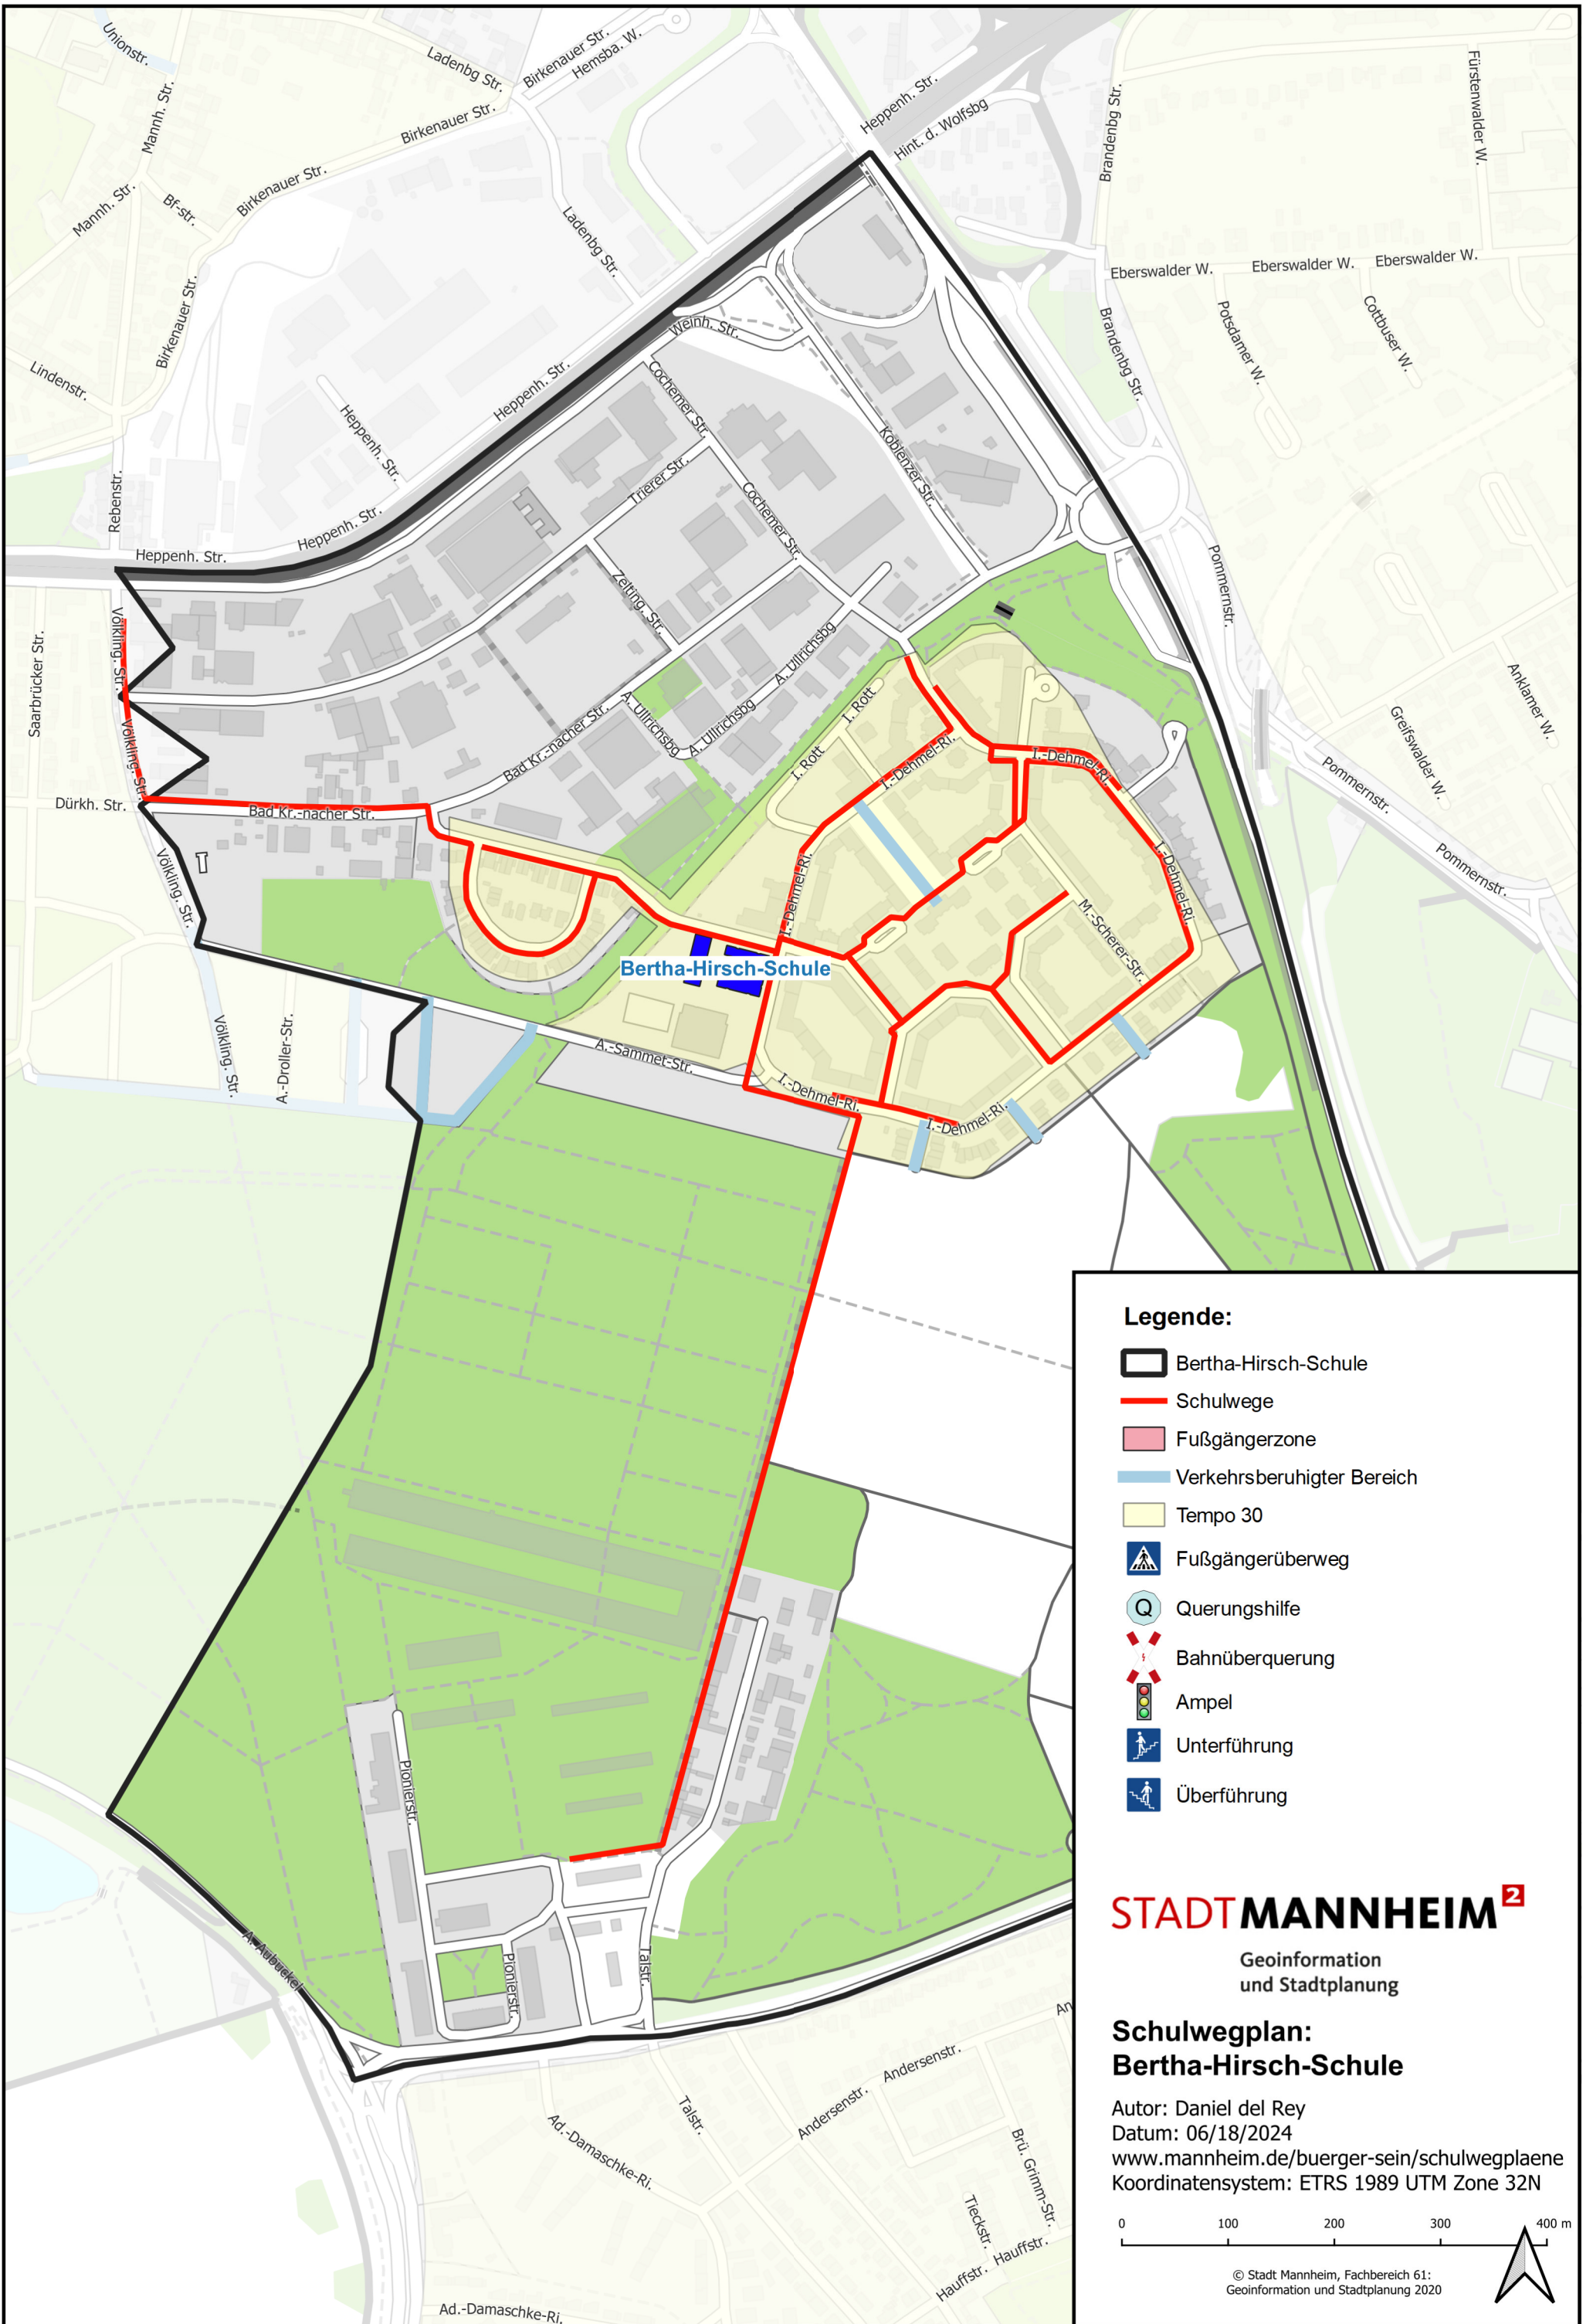 Unionstr.
Mannh. Str.
Mannh. Str.
Bf-str.
Birkenauer Str.
Birkenauer Str.
Ladenbg Str.
Birkenauer Str.
Hemsba. W.
Ladenbg Str.
Heppenh. Str.
Hint. d. Wolfsbg
Brandenbg Str.
Fürstenwalder W.
Eberswalder W.
Eberswalder W.
Eberswalder W.
Potsdamer W.
Cottbuser W.
Brandenbg Str.
Birkenauer Str.
Lindenstr.
Rebenstr.
Heppenh. Str.
Heppenh. Str.
Heppenh. Str.
Heppenh. Str.
Weinh. Str.
Cochemer Str.
Cochemer Str.
Koblenzer Str.
Trierer Str.
Zelting. Str.
Pommernstr.
Pommernstr.
Pommernstr.
Anklamer W.
Greifswalder W.
Saarbrücker Str.
Völkling. Str.
Völkling. Str.
Dürkh. Str.
Bad Kr.-nacher Str.
Bad Kr.-nacher Str.
A. Ullrichsbg
A. Ullrichsbg
A. Ullrichsbg
I. Rott
I. Rott
I.-Dehmel-Ri.
I.-Dehmel-Ri.
I.-Dehmel-Ri.
I.-Dehmel-Ri.
M.-Scherer-Str.
Völkling. Str.
Völkling. Str.
A.-Droller-Str.
Bertha-Hirsch-Schule
A.-Sammet-Str.
I.-Dehmel-Ri.
I.-Dehmel-Ri.
Pionierstr.
Pionierstr.
Talstr.
A. Aubuckel
An
Andersenstr.
Andersenstr.
Talstr.
Ad.-Damaschke-Ri.
Brü. Grimm-Str.
Tieckstr.
Hauffstr.
Hauffstr.
Ad.-Damaschke-Ri.
Legende:
Bertha-Hirsch-Schule
Schulwege
Fußgängerzone
Verkehrsberuhigter Bereich
Tempo 30
Fußgängerüberweg
Q Querungshilfe
Bahnüberquerung
Ampel
Unterführung
Überführung
STADTMANNHEIM²
Geoinformation
und Stadtplanung
Schulwegplan:
Bertha-Hirsch-Schule
Autor: Daniel del Rey
Datum: 06/18/2024
www.mannheim.de/buerger-sein/schulwegplaene
Koordinatensystem: ETRS 1989 UTM Zone 32N
0 100 200 300 400 m
© Stadt Mannheim, Fachbereich 61:
Geoinformation und Stadtplanung 2020